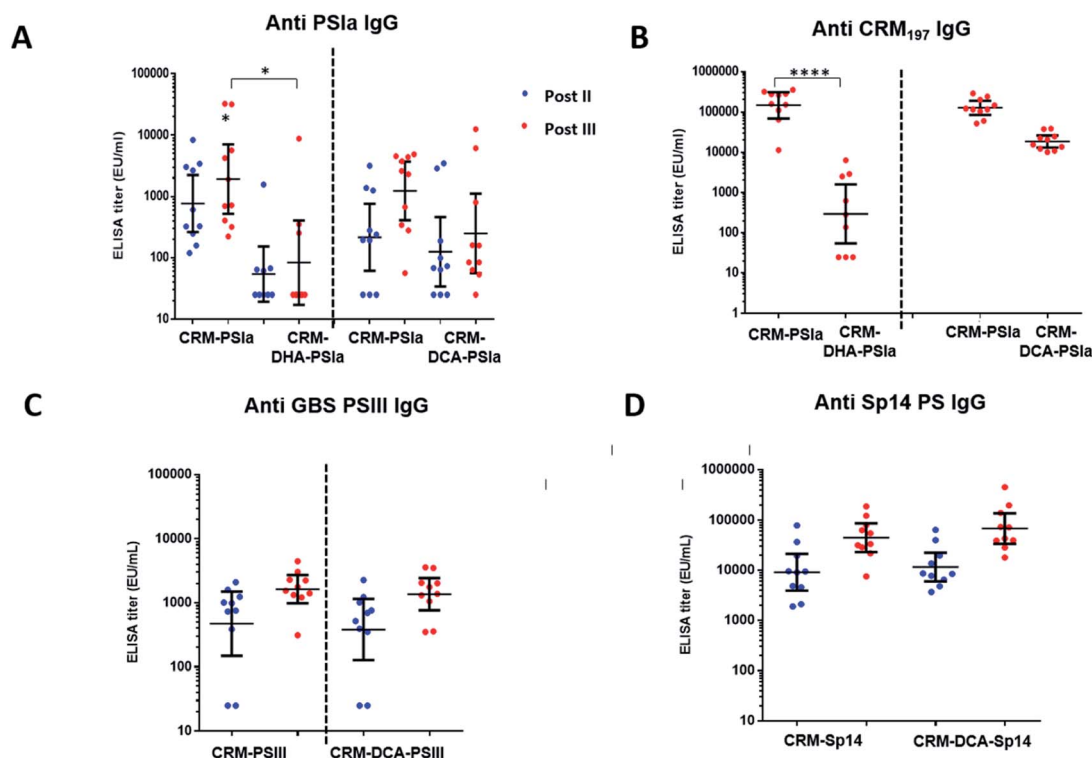 A
Anti PSIa IgG
ELISA titer (EU/ml)
100000
10000
1000
100
10
*
*
CRM-PSIa
CRM-
DHA-PSIa
CRM-PSIa
CRM-
DCA-PSIa
Post II
Post III
B
Anti CRM197 IgG
ELISA titer (EU/mL)
1000000
100000
10000
1000
100
10
1
****
CRM-PSIa
CRM-
DHA-PSIa
CRM-PSIa
CRM-
DCA-PSIa
C
Anti GBS PSIII IgG
ELISA titer (EU/mL)
100000
10000
1000
100
10
CRM-PSIII
CRM-DCA-PSIII
D
Anti Sp14 PS IgG
ELISA titer (EU/mL)
1000000
100000
10000
1000
100
10
CRM-Sp14
CRM-DCA-Sp14